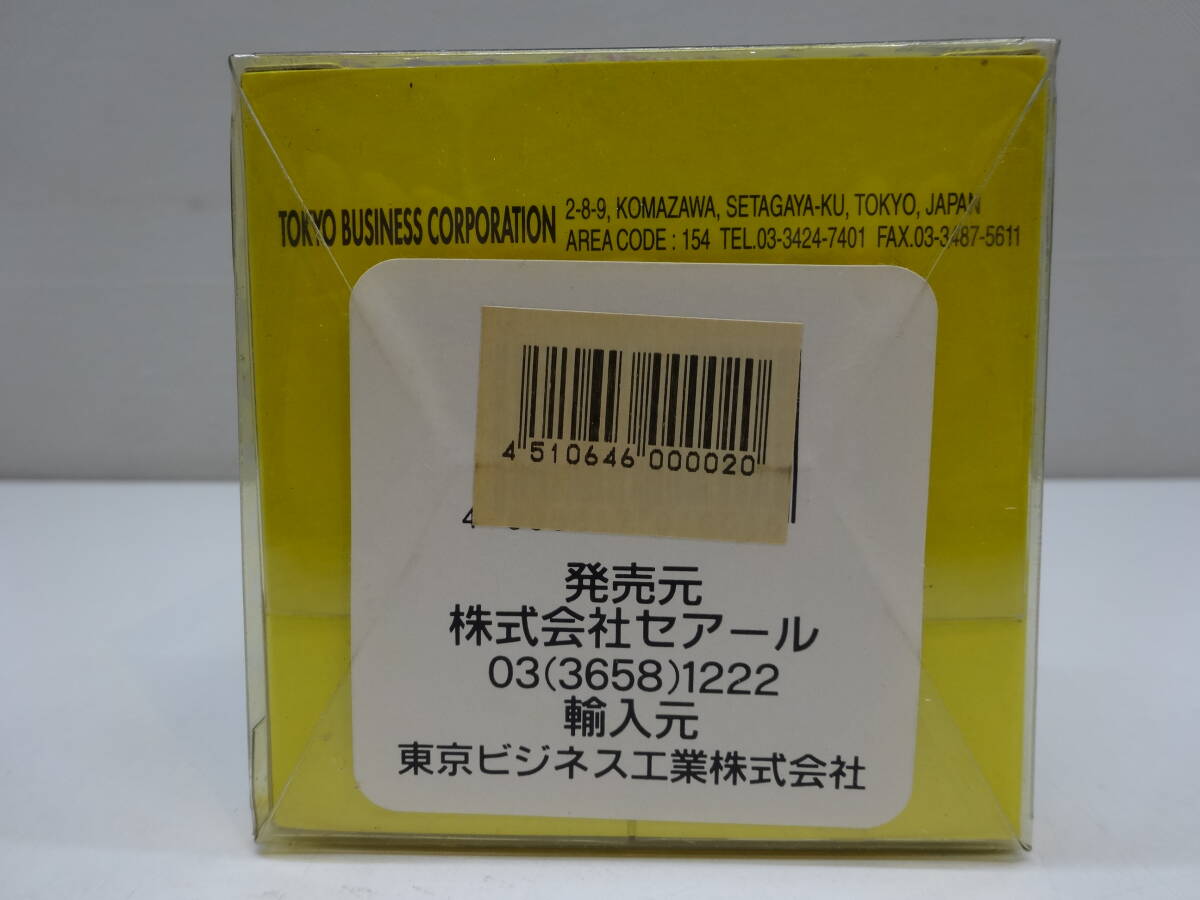 TOKYO BUSINESS CORPORATION
2-8-9, KOMAZAWA, SETAGAYA-KU, TOKYO, JAPAN
AREA CODE : 154 TEL.03-3424-7401 FAX.03-3487-5611
4 510646 000020
4
発売元
株式会社セアール
03(3658)1222
輸入元
東京ビジネス工業株式会社